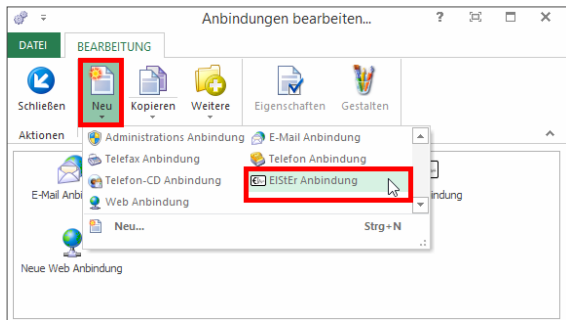 Anbindungen bearbeiten...
?
DATEI BEARBEITUNG
Schließen Neu Kopieren Weitere Eigenschaften Gestalten
Aktionen
Administrations Anbindung E-Mail Anbindung
Telefax Anbindung Telefon Anbindung
Telefon-CD Anbindung ElStEr Anbindung
Web Anbindung
Neu... Strg+N
E-Mail Anbi
indung
Neue Web Anbindung